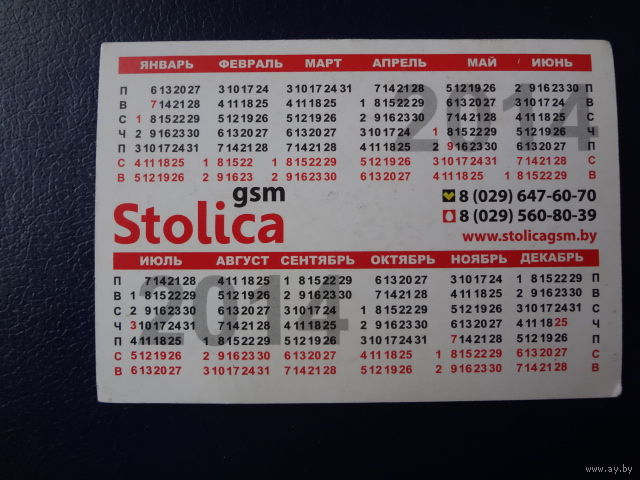 ЯНВАРЬ ФЕВРАЛЬ МАРТ АПРЕЛЬ МАЙ ИЮНЬ
П 6 13 20 27 3 10 17 24 3 10 17 24 31 7 14 21 28 5 12 19 26 2 9 16 23 30 П
В 7 14 21 28 4 11 18 25 4 11 18 25 1 8 15 22 29 6 13 20 27 3 10 17 24 В
С 1 8 15 22 29 5 12 19 26 5 12 19 26 2 9 16 23 30 7 14 21 28 4 11 18 25 С
Ч 2 9 16 23 30 6 13 20 27 6 13 20 27 3 10 17 24 1 8 15 22 29 5 12 19 26 Ч
П 3 10 17 24 31 7 14 21 28 7 14 21 28 4 11 18 25 2 9 16 23 30 6 13 20 27 П
С 4 11 18 25 1 8 15 22 1 8 15 22 29 5 12 19 26 3 10 17 24 31 7 14 21 28 С
В 5 12 19 26 2 9 16 23 2 9 16 23 30 6 13 20 27 4 11 18 25 1 8 15 22 29 В
2014
gsm
Stolica
8 (029) 647-60-70
8 (029) 560-80-39
www.stolicagsm.by
ИЮЛЬ АВГУСТ СЕНТЯБРЬ ОКТЯБРЬ НОЯБРЬ ДЕКАБРЬ
П 7 14 21 28 4 11 18 25 1 8 15 22 29 6 13 20 27 3 10 17 24 1 8 15 22 29 П
В 1 8 15 22 29 5 12 19 26 2 9 16 23 30 7 14 21 28 4 11 18 25 2 9 16 23 30 В
С 2 9 16 23 30 6 13 20 27 3 10 17 24 1 8 15 22 29 5 12 19 26 3 10 17 24 31 С
Ч 3 10 17 24 31 7 14 21 28 4 11 18 25 2 9 16 23 30 6 13 20 27 4 11 18 25 Ч
П 4 11 18 25 1 8 15 22 29 5 12 19 26 3 10 17 24 31 7 14 21 28 5 12 19 26 П
С 5 12 19 26 2 9 16 23 30 6 13 20 27 4 11 18 25 1 8 15 22 29 6 13 20 27 С
В 6 13 20 27 3 10 17 24 31 7 14 21 28 5 12 19 26 2 9 16 23 30 7 14 21 28 В
2014
www.ay.by